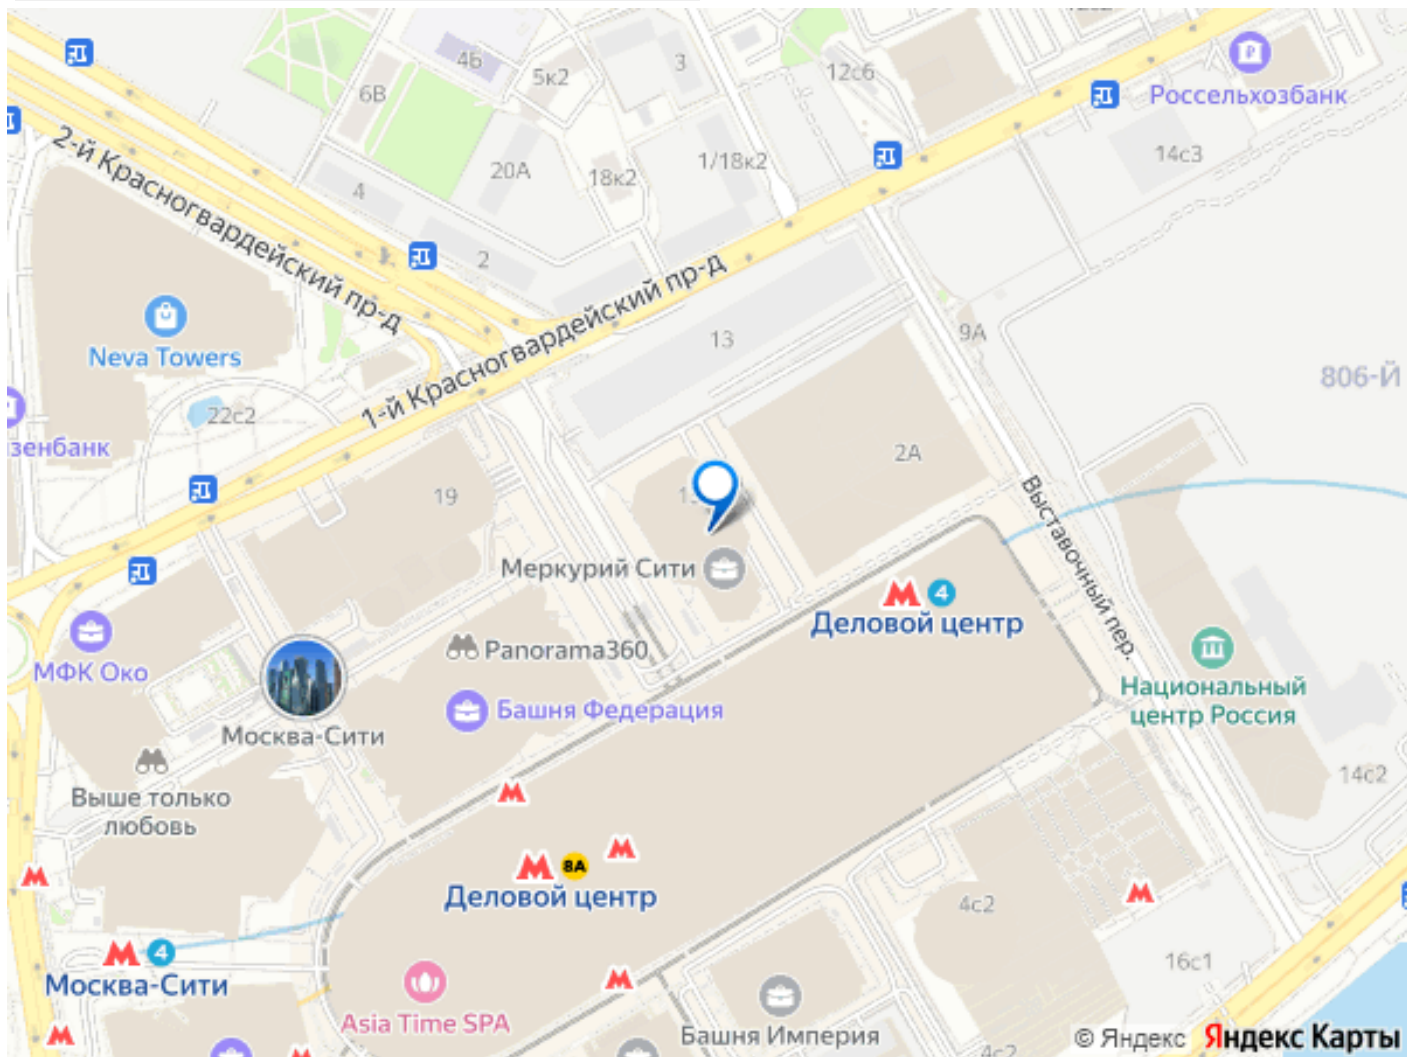 4Б
3
12с6
5к2
6В
Россельхозбанк
2-й Красногвардейский пр-д
20А
1/18к2
14с3
18к2
4
2
1-й Красногвардейский пр-д
13
9А
Neva Towers
806-Й
22с2
зенбанк
2А
19
Выставочный пер.
Меркурий Сити
4
Деловой центр
МФК Око
Panorama360
Башня Федерация
Национальный
центр Россия
Москва-Сити
14с2
Выше только
любовь
8А
Деловой центр
4с2
4
Москва-Сити
16с1
Asia Time SPA
Башня Империя
4с2
© Яндекс Яндекс Карты